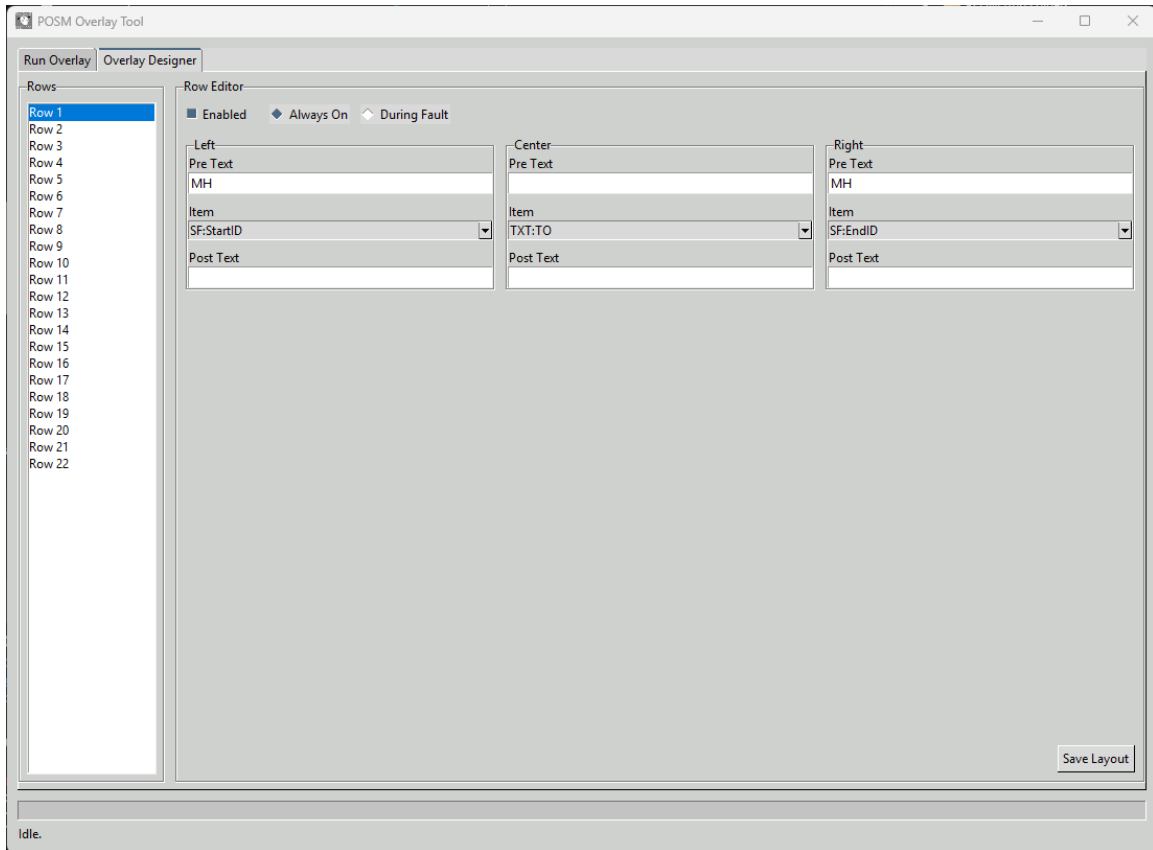 POSM Overlay Tool
Run Overlay Overlay Designer
Rows
Row 1
Row 2
Row 3
Row 4
Row 5
Row 6
Row 7
Row 8
Row 9
Row 10
Row 11
Row 12
Row 13
Row 14
Row 15
Row 16
Row 17
Row 18
Row 19
Row 20
Row 21
Row 22
Row Editor
Enabled Always On During Fault
Left
Pre Text
MH
Item
SF:StartID
Post Text
Center
Pre Text
Item
TXT:TO
Post Text
Right
Pre Text
MH
Item
SF:EndID
Post Text
Save Layout
Idle.